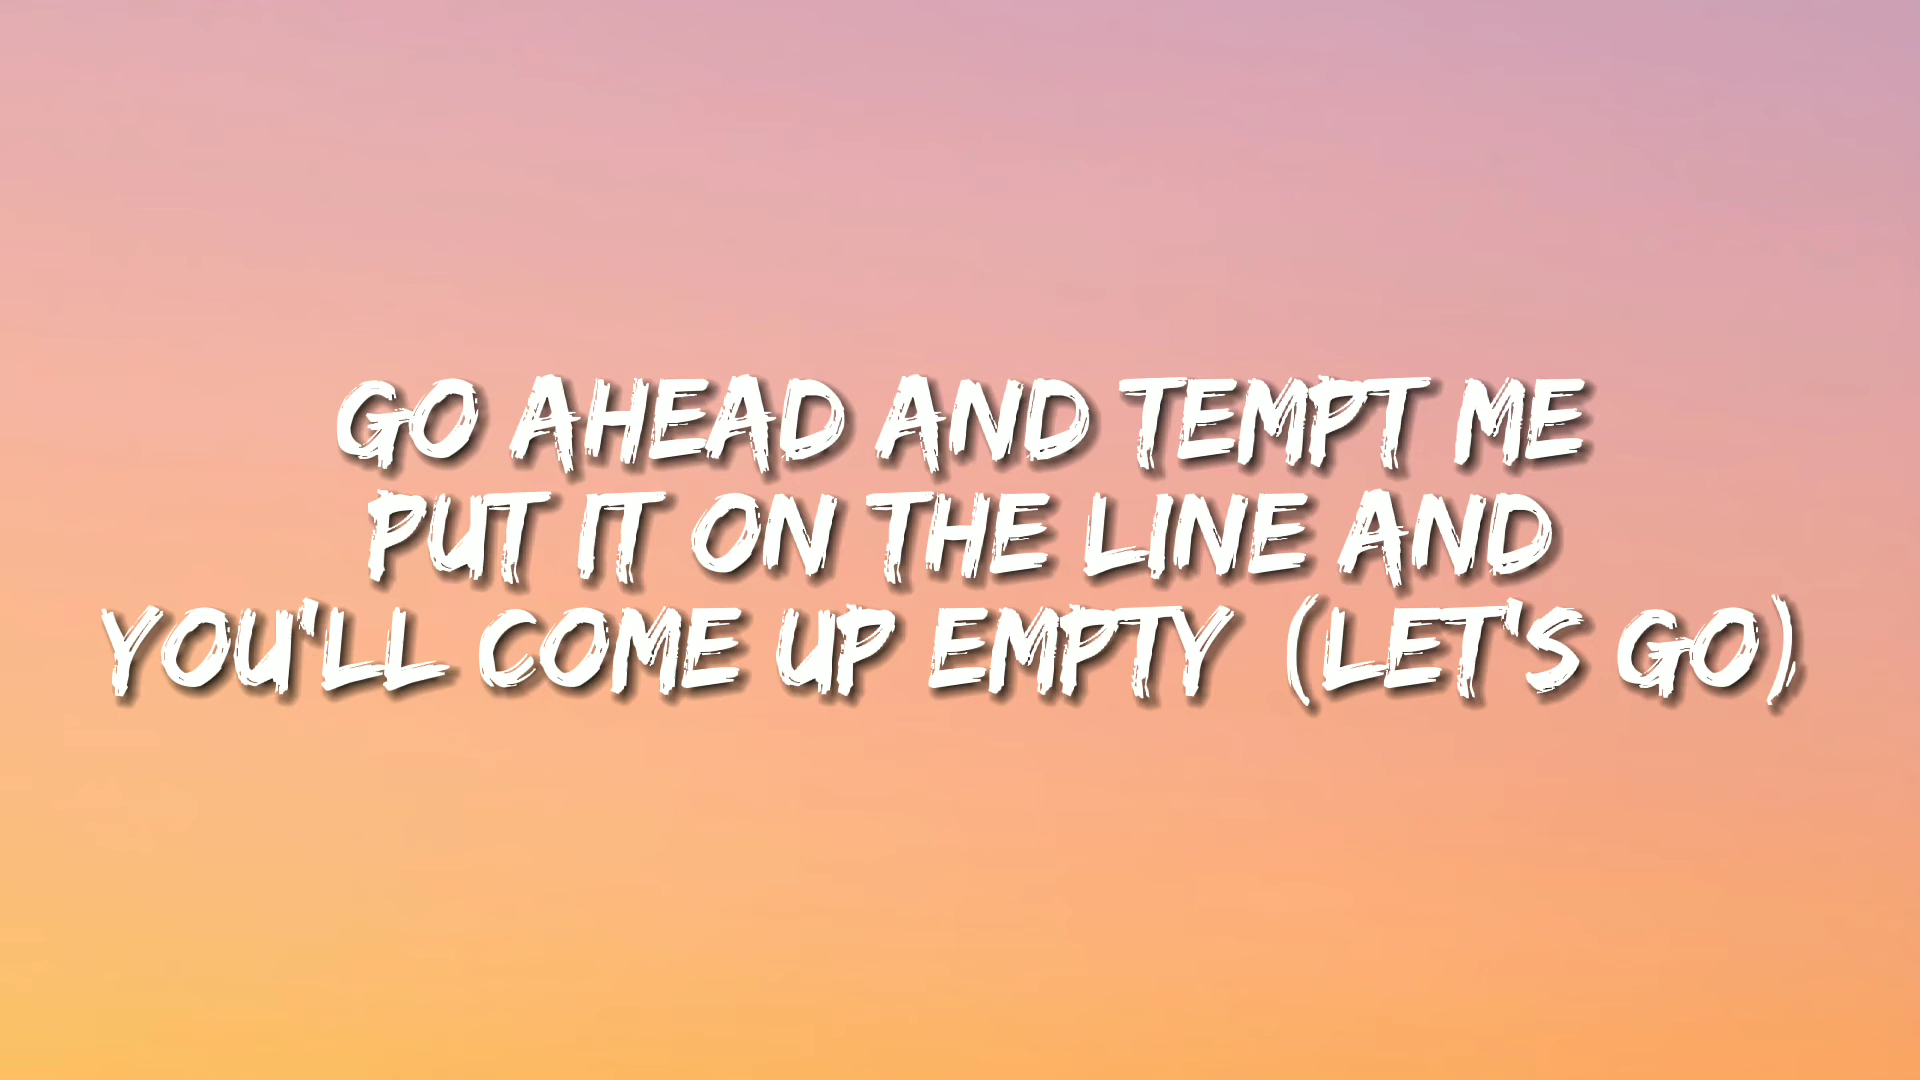 GO AHEAD AND TEMPT ME
PUT IT ON THE LINE AND
YOU'LL COME UP EMPTY (LET'S GO)